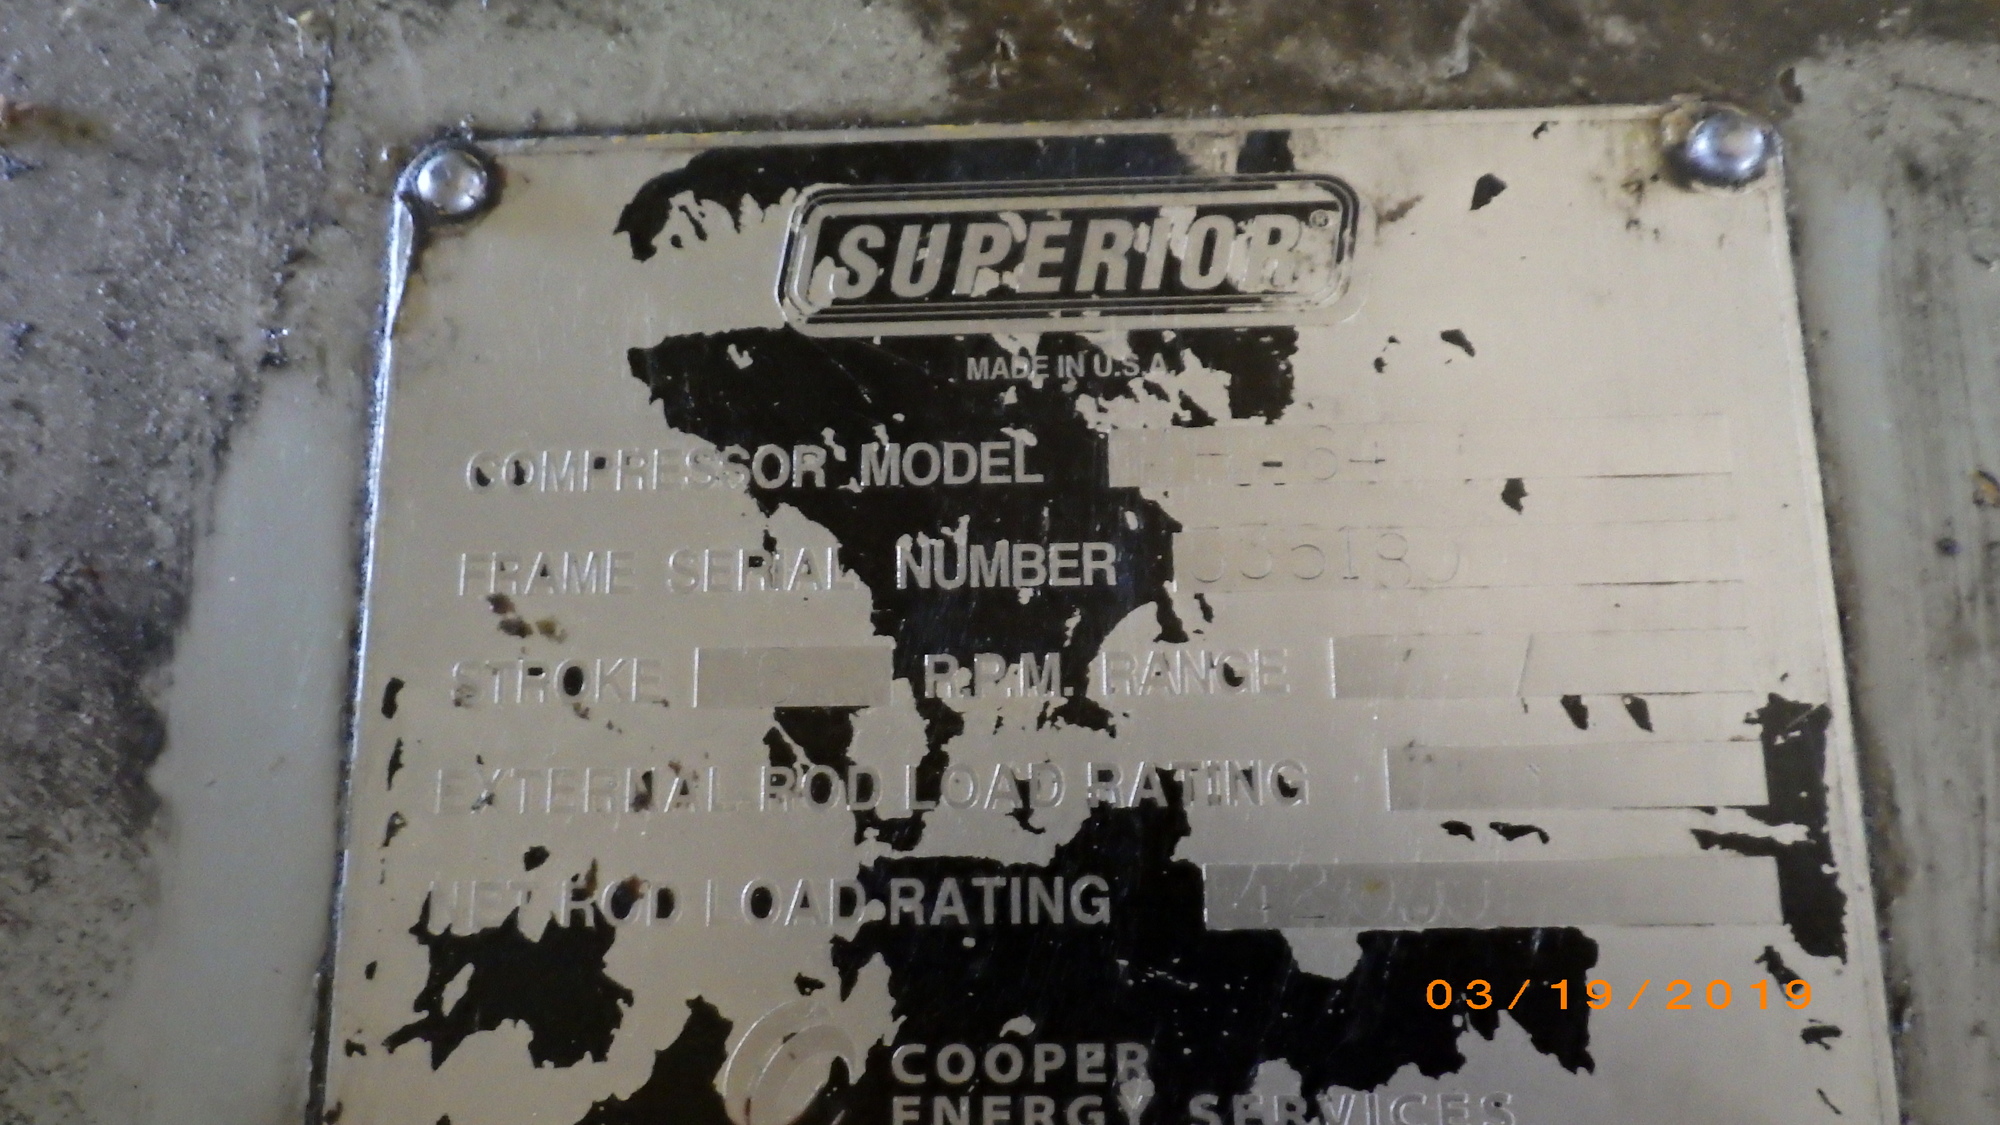 SUPERIOR®
MADE IN U.S.A.
COMPRESSOR MODEL
FRAME SERIAL NUMBER
STROKE R.P.M. RANGE
EXTERNAL ROD LOAD RATING
NET ROD LOAD RATING
03/19/2019
COOPER
ENERGY SERVICES